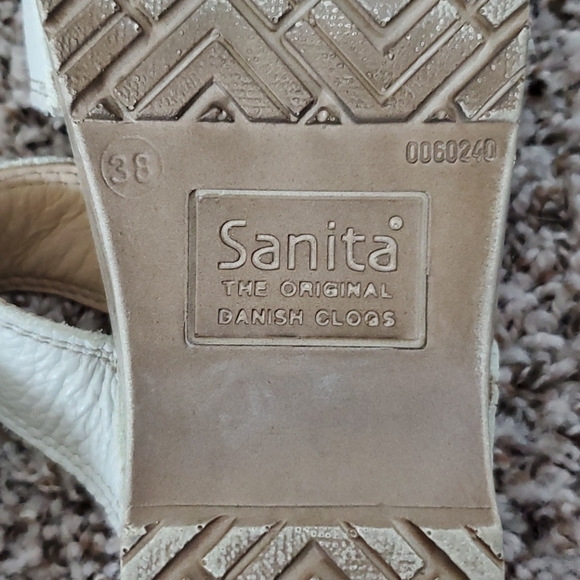 38
0060240
Sanita
THE ORIGINAL
DANISH CLOGS